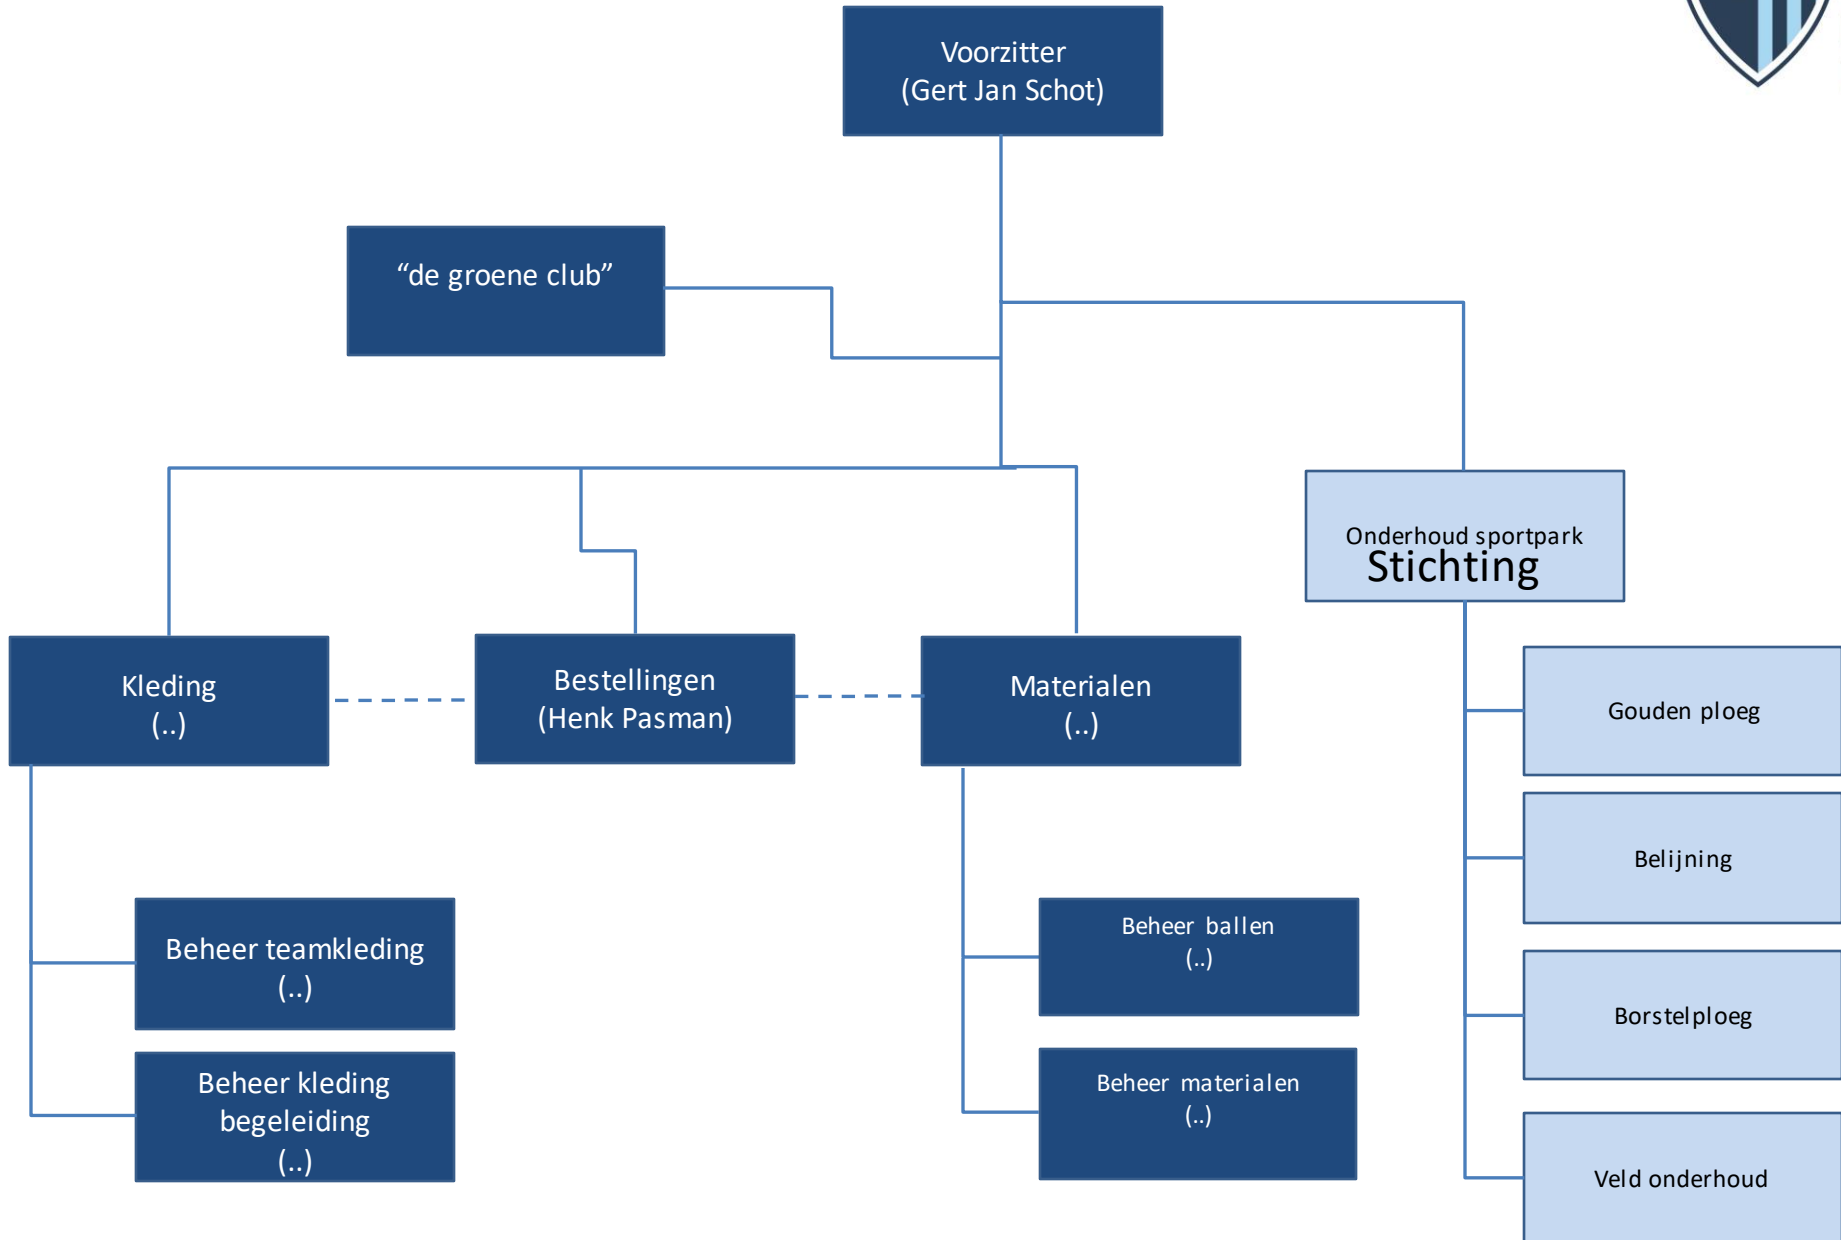 Voorzitter
(Gert Jan Schot)
“de groene club”
Onderhoud sportpark
Stichting
Kleding
(..)
Bestellingen
(Henk Pasman)
Materialen
(..)
Gouden ploeg
Belijning
Borstelploeg
Veld onderhoud
Beheer teamkleding
(..)
Beheer kleding
begeleiding
(..)
Beheer ballen
(..)
Beheer materialen
(..)